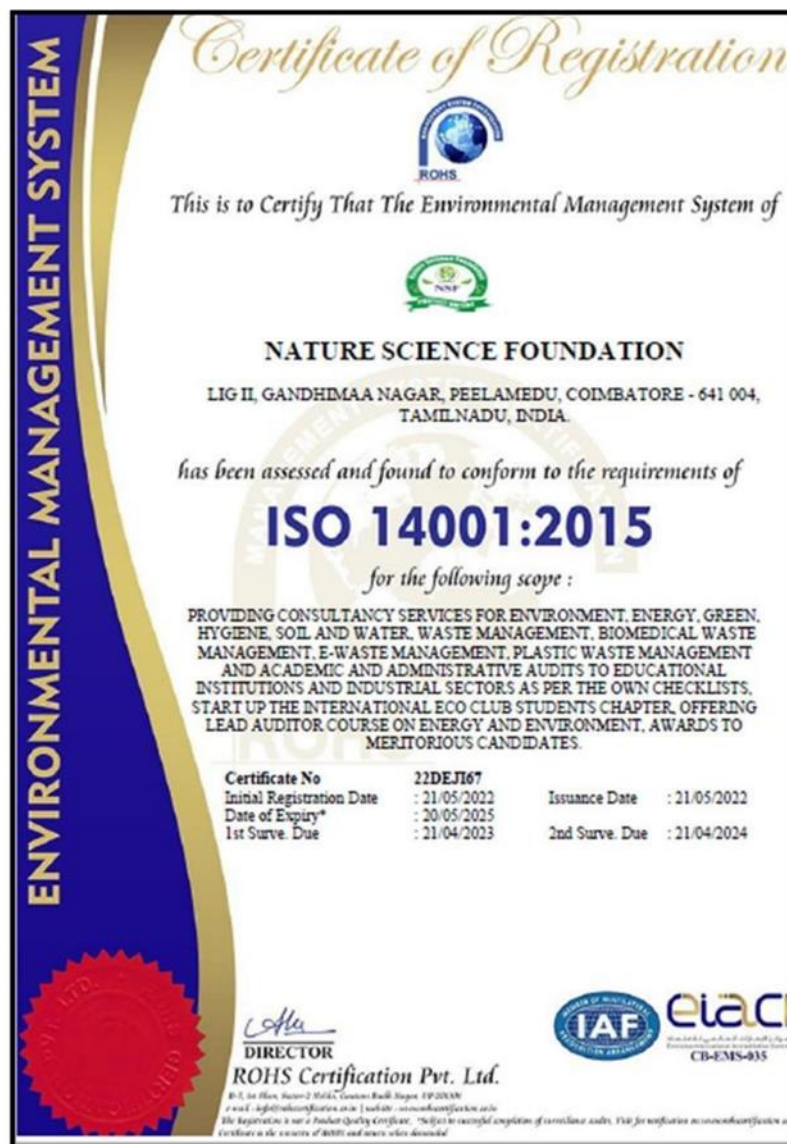 Certificate of Registration
ENVIRONMENTAL MANAGEMENT SYSTEM
ROHS
This is to Certify That The Environmental Management System of
NSF
NATURE SCIENCE FOUNDATION
LIG II, GANDHIMAA NAGAR, PEELAMEDU, COIMBATORE - 641 004,
TAMILNADU, INDIA.
has been assessed and found to conform to the requirements of
ISO 14001:2015
for the following scope :
PROVIDING CONSULTANCY SERVICES FOR ENVIRONMENT, ENERGY, GREEN,
HYGIENE, SOIL AND WATER, WASTE MANAGEMENT, BIOMEDICAL WASTE
MANAGEMENT, E-WASTE MANAGEMENT, PLASTIC WASTE MANAGEMENT
AND ACADEMIC AND ADMINISTRATIVE AUDITS TO EDUCATIONAL
INSTITUTIONS AND INDUSTRIAL SECTORS AS PER THE OWN CHECKLISTS,
START UP THE INTERNATIONAL ECO CLUB STUDENTS CHAPTER, OFFERING
LEAD AUDITOR COURSE ON ENERGY AND ENVIRONMENT, AWARDS TO
MERITORIOUS CANDIDATES.
Certificate No 22DEJI67
Initial Registration Date : 21/05/2022 Issuance Date : 21/05/2022
Date of Expiry* : 20/05/2025
1st Surve. Due : 21/04/2023 2nd Surve. Due : 21/04/2024
DIRECTOR
ROHS Certification Pvt. Ltd.
IAF
eiac
CB-EMS-035
The Registration is not a Product Quality Certificate.